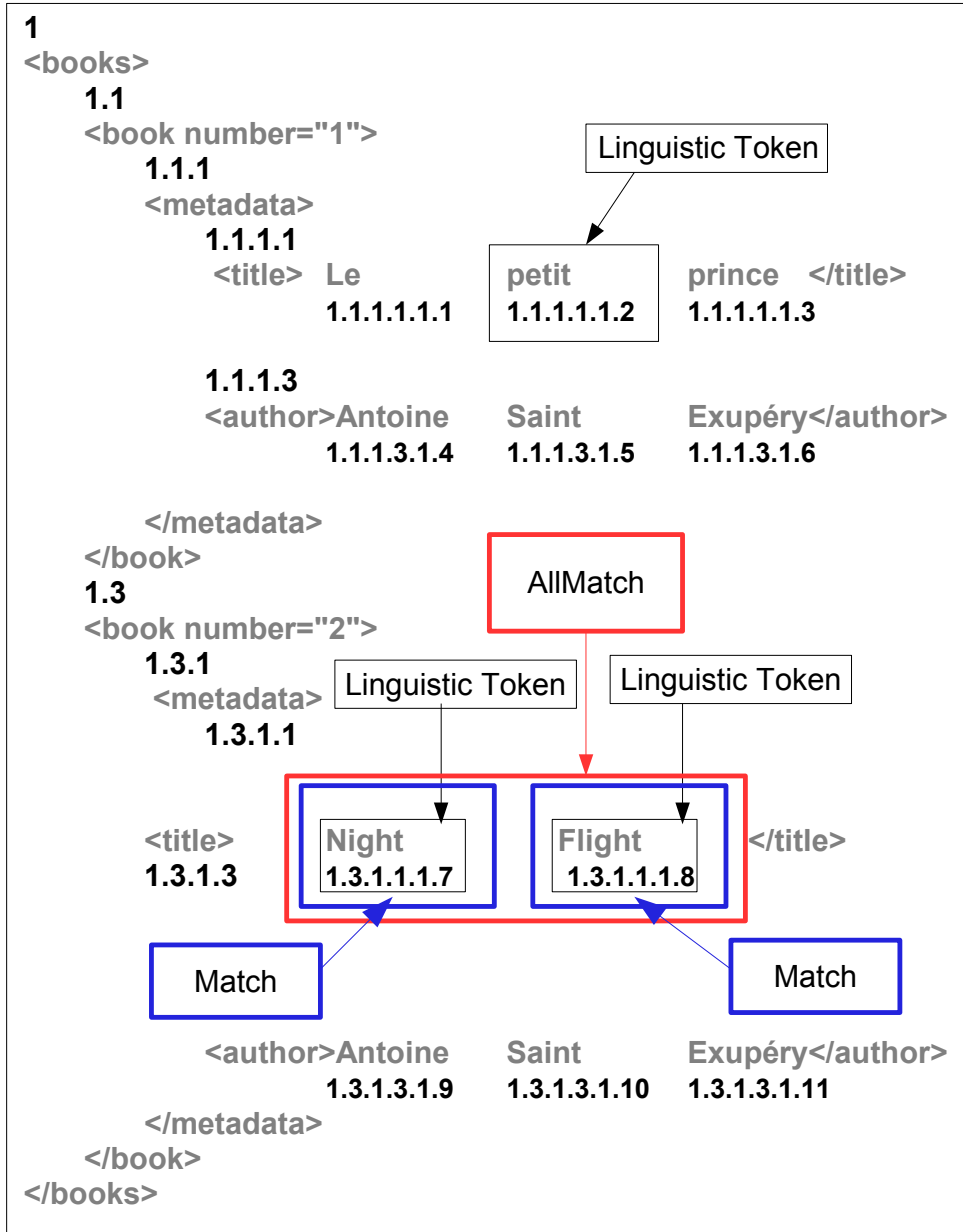 1
<books>
1.1
<book number="1">
Linguistic Token
1.1.1
<metadata>
1.1.1.1
<title> Le petit prince </title>
1.1.1.1.1.1 1.1.1.1.1.2 1.1.1.1.1.3
1.1.1.3
<author>Antoine Saint Exupéry</author>
1.1.1.3.1.4 1.1.1.3.1.5 1.1.1.3.1.6
</metadata>
</book>
AllMatch
1.3
<book number="2">
1.3.1
Linguistic Token Linguistic Token
<metadata>
1.3.1.1
<title> Night Flight </title>
1.3.1.3 1.3.1.1.1.7 1.3.1.1.1.8
Match Match
<author>Antoine Saint Exupéry</author>
1.3.1.3.1.9 1.3.1.3.1.10 1.3.1.3.1.11
</metadata>
</book>
</books>